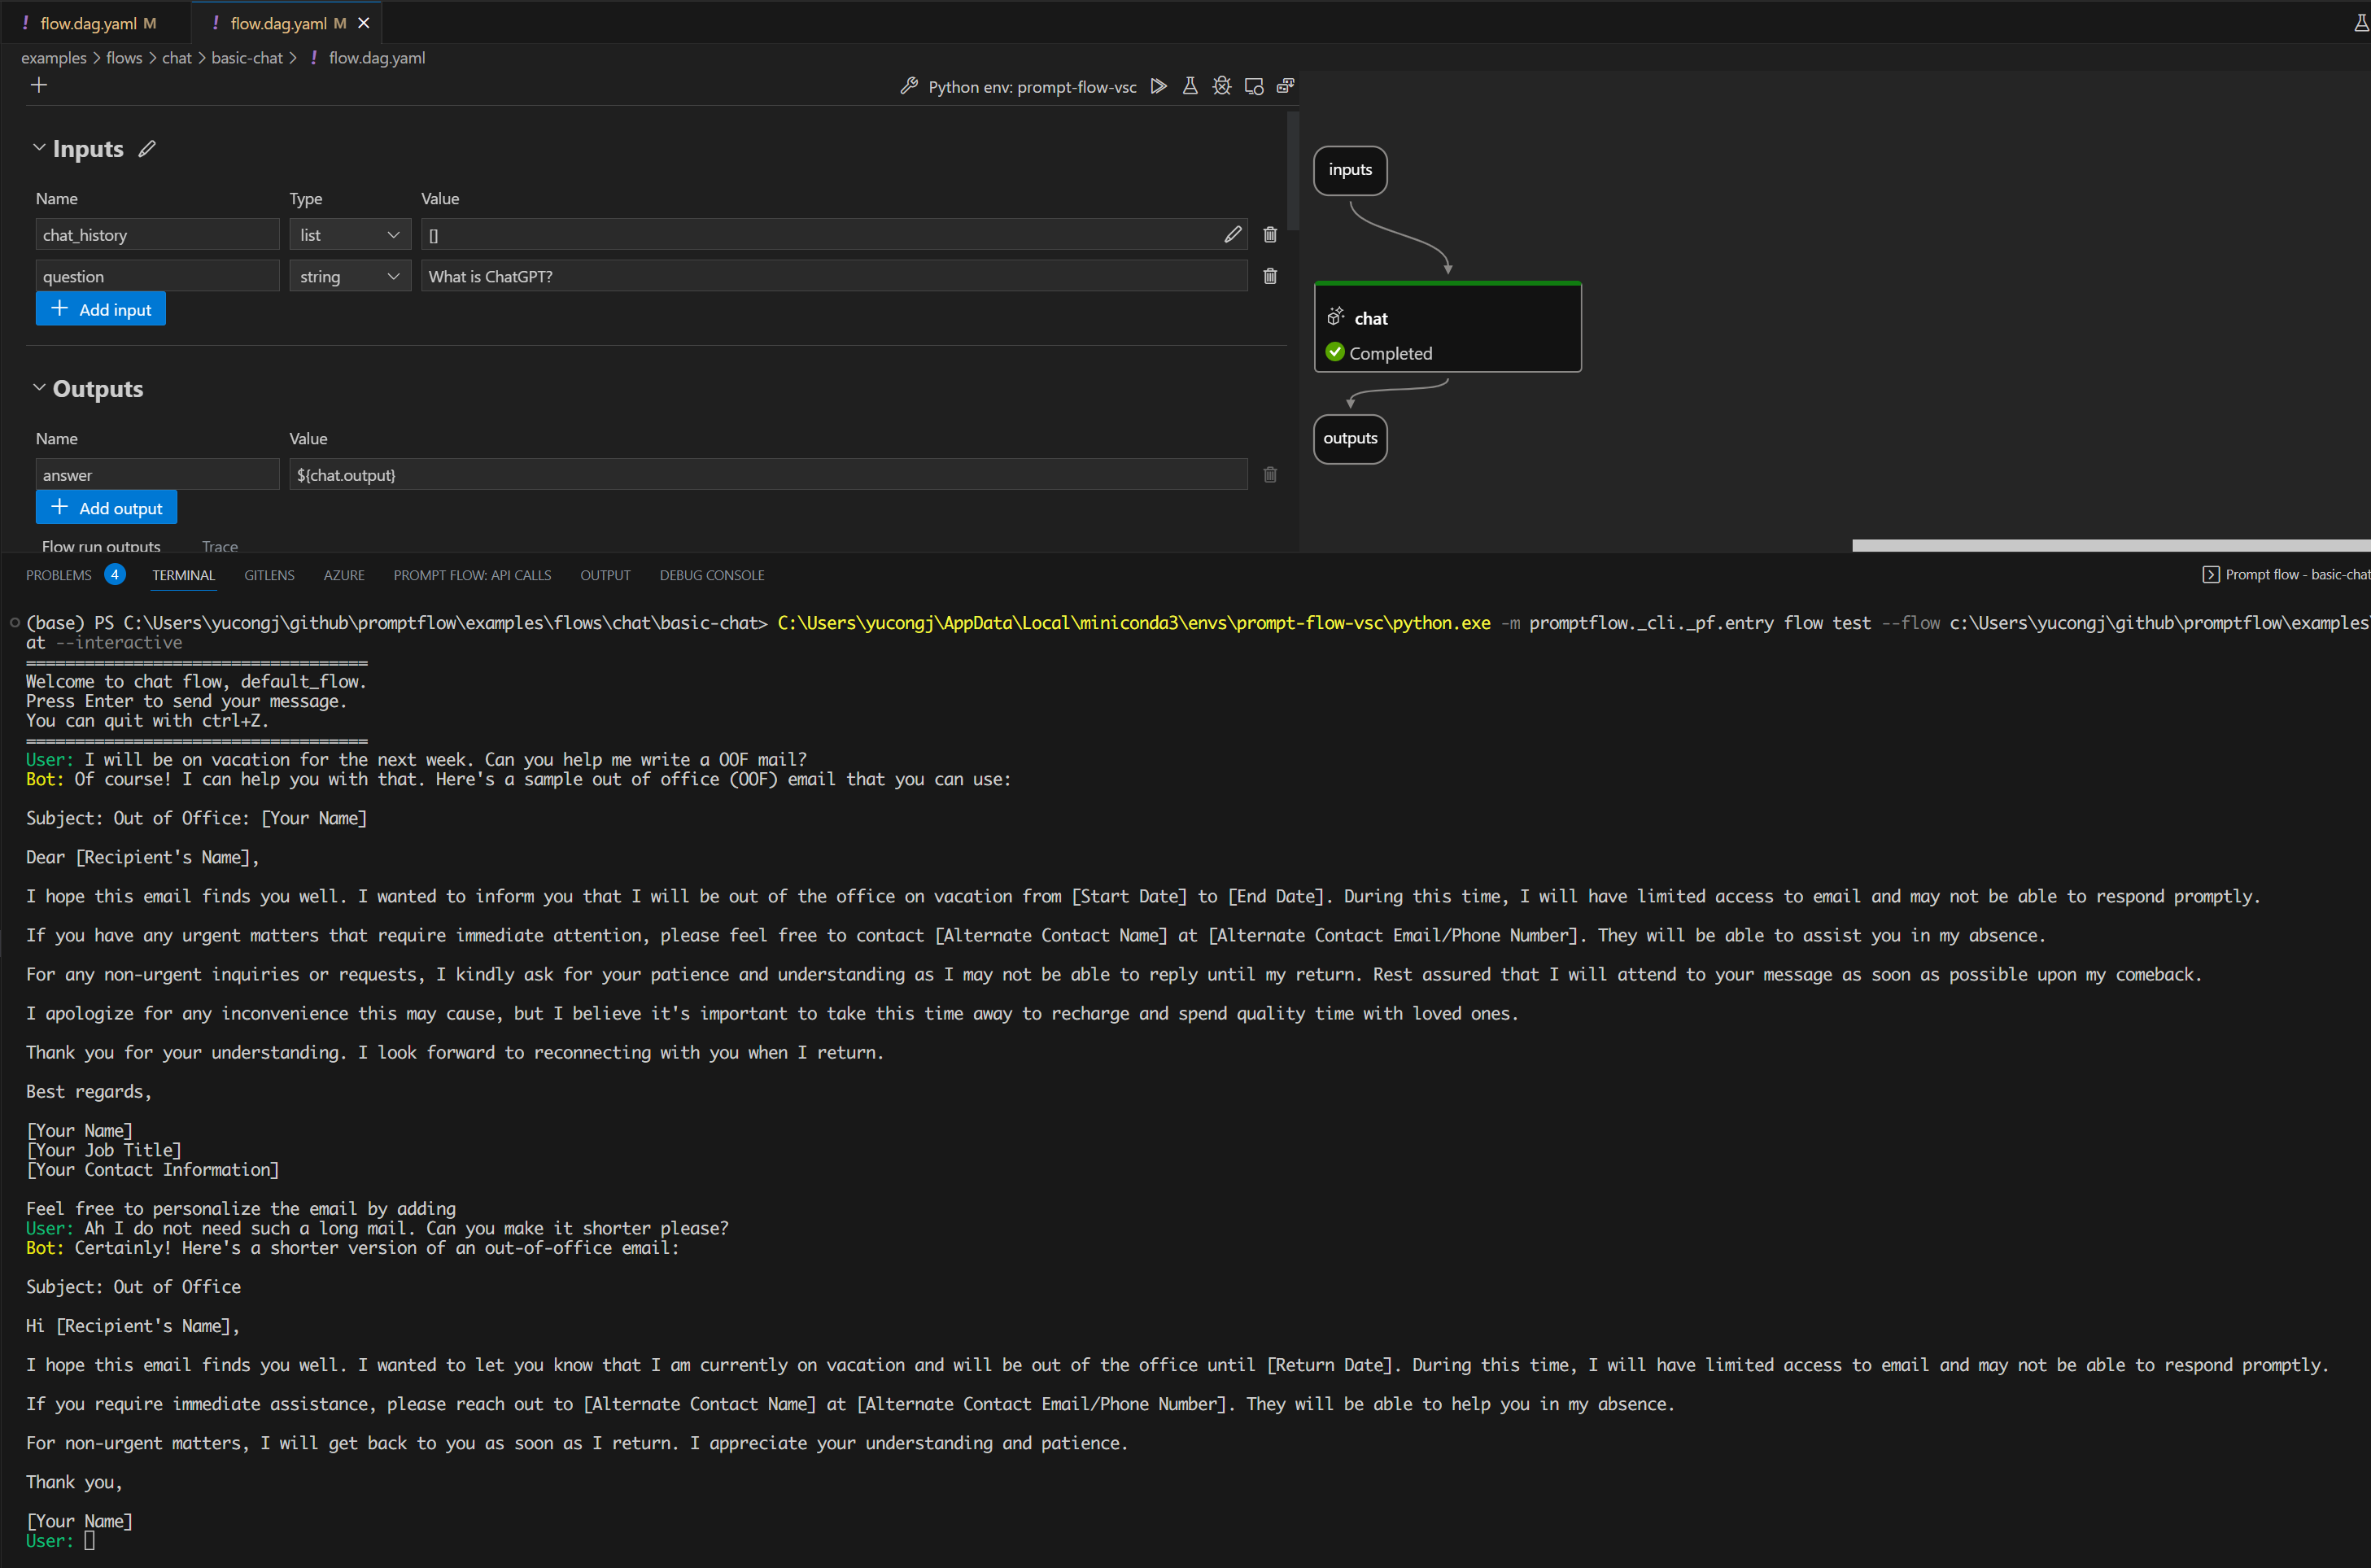 ! flow.dag.yaml M
! flow.dag.yaml M
examples > flows > chat > basic-chat > ! flow.dag.yaml
Python env: prompt-flow-vsc
Inputs
Name Type Value
chat_history list []
question string What is ChatGPT?
+ Add input
Outputs
Name Value
answer ${chat.output}
+ Add output
Flow run outputs Trace
inputs
chat
Completed
outputs
PROBLEMS 4 TERMINAL GITLENS AZURE PROMPT FLOW: API CALLS OUTPUT DEBUG CONSOLE
Prompt flow - basic-chat
(base) PS C:\Users\yucongj\github\promptflow\examples\flows\chat\basic-chat> C:\Users\yucongj\AppData\Local\miniconda3\envs\prompt-flow-vsc\python.exe -m promptflow._cli._pf.entry flow test --flow c:\Users\yucongj\github\promptflow\examples\
at --interactive
===================================
Welcome to chat flow, default_flow.
Press Enter to send your message.
You can quit with ctrl+Z.
===================================
User: I will be on vacation for the next week. Can you help me write a OOF mail?
Bot: Of course! I can help you with that. Here's a sample out of office (OOF) email that you can use:
Subject: Out of Office: [Your Name]
Dear [Recipient's Name],
I hope this email finds you well. I wanted to inform you that I will be out of the office on vacation from [Start Date] to [End Date]. During this time, I will have limited access to email and may not be able to respond promptly.
If you have any urgent matters that require immediate attention, please feel free to contact [Alternate Contact Name] at [Alternate Contact Email/Phone Number]. They will be able to assist you in my absence.
For any non-urgent inquiries or requests, I kindly ask for your patience and understanding as I may not be able to reply until my return. Rest assured that I will attend to your message as soon as possible upon my comeback.
I apologize for any inconvenience this may cause, but I believe it's important to take this time away to recharge and spend quality time with loved ones.
Thank you for your understanding. I look forward to reconnecting with you when I return.
Best regards,
[Your Name]
[Your Job Title]
[Your Contact Information]
Feel free to personalize the email by adding
User: Ah I do not need such a long mail. Can you make it shorter please?
Bot: Certainly! Here's a shorter version of an out-of-office email:
Subject: Out of Office
Hi [Recipient's Name],
I hope this email finds you well. I wanted to let you know that I am currently on vacation and will be out of the office until [Return Date]. During this time, I will have limited access to email and may not be able to respond promptly.
If you require immediate assistance, please reach out to [Alternate Contact Name] at [Alternate Contact Email/Phone Number]. They will be able to help you in my absence.
For non-urgent matters, I will get back to you as soon as I return. I appreciate your understanding and patience.
Thank you,
[Your Name]
User: